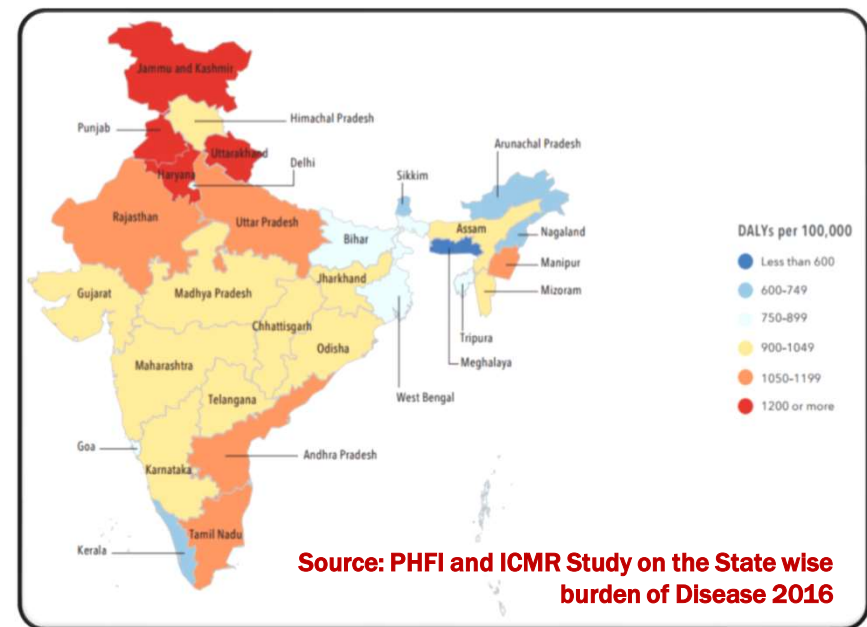 Jammu and Kashmir
Himachal Pradesh
Punjab
Uttarakhand
Arunachal Pradesh
Haryana
Delhi
Sikkim
Rajasthan
Uttar Pradesh
Assam
Nagaland
Bihar
Manipur
Jharkhand
Mizoram
Gujarat
Madhya Pradesh
Chhattisgarh
Tripura
Odisha
Meghalaya
Maharashtra
West Bengal
Telangana
Goa
Andhra Pradesh
Karnataka
Tamil Nadu
Kerala
DALYs per 100,000
Less than 600
600-749
750-899
900-1049
1050-1199
1200 or more
Source: PHFI and ICMR Study on the State wise
burden of Disease 2016